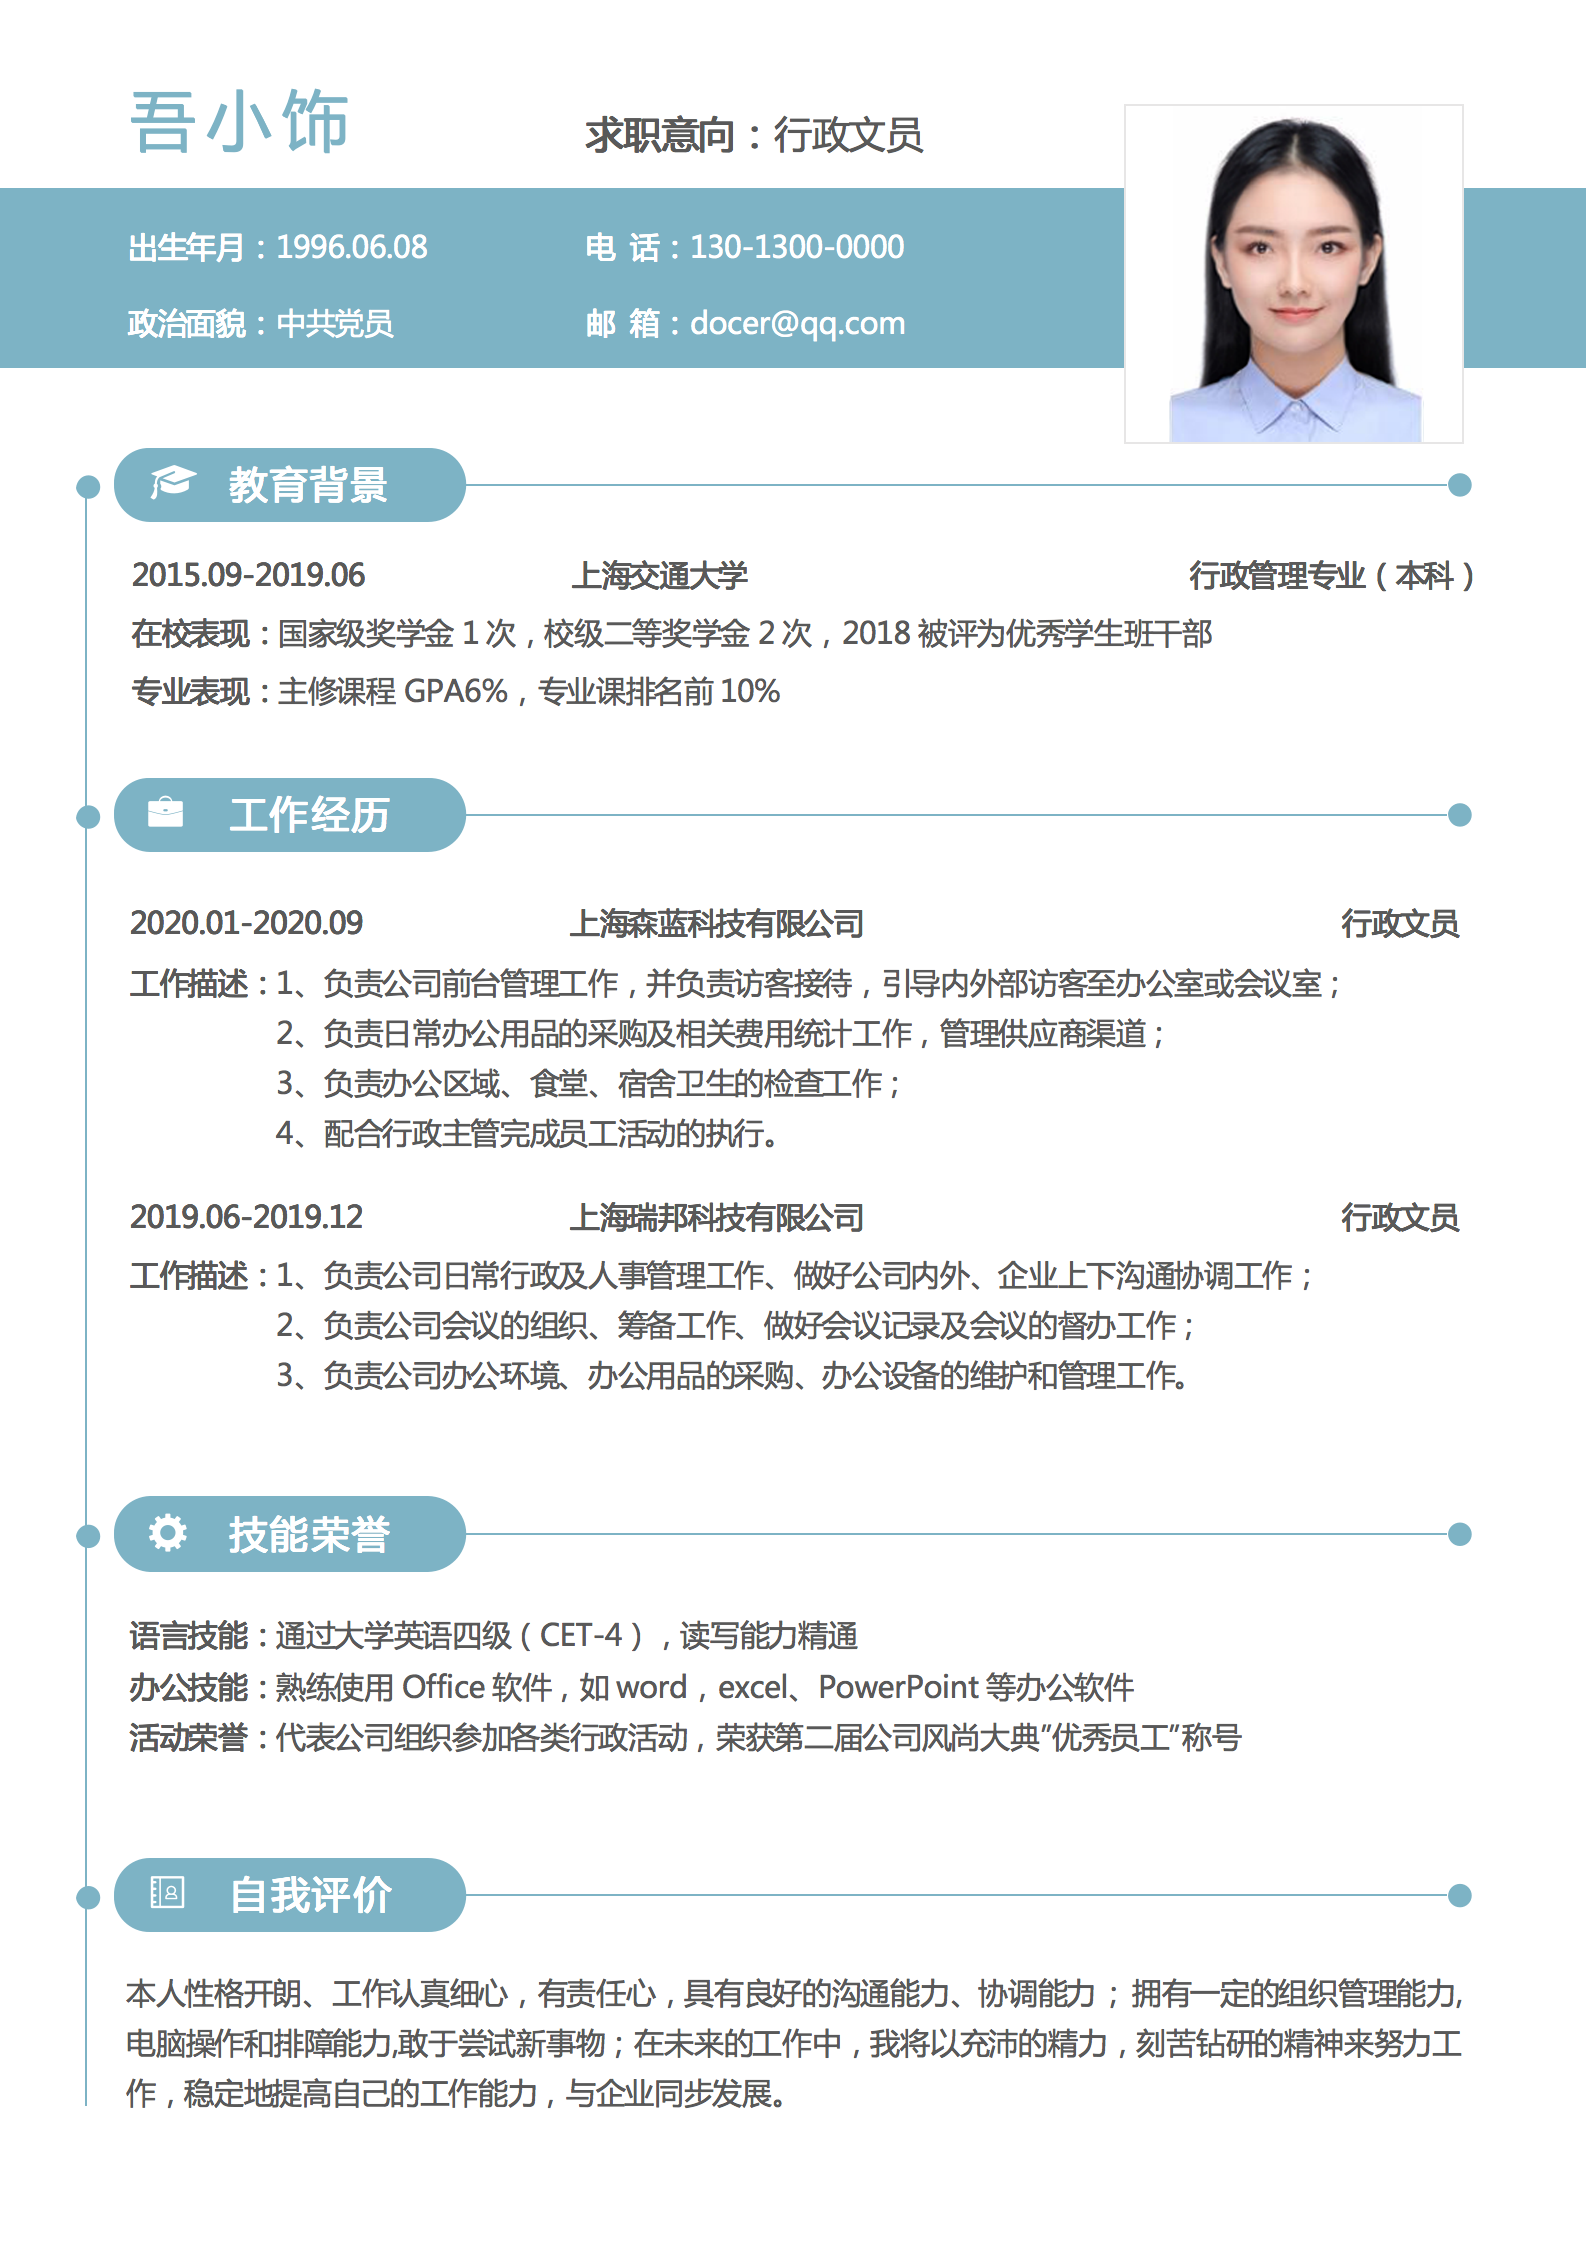 吾小饰
求职意向：行政文员
出生年月：1996.06.08
电 话：130-1300-0000
政治面貌：中共党员
邮 箱：docer@qq.com
教育背景
2015.09-2019.06 上海交通大学 行政管理专业（本科）
在校表现：国家级奖学金 1 次，校级二等奖学金 2 次，2018 被评为优秀学生班干部
专业表现：主修课程 GPA6%，专业课排名前 10%
工作经历
2020.01-2020.09 上海森蓝科技有限公司 行政文员
工作描述：1、负责公司前台管理工作，并负责访客接待，引导内外部访客至办公室或会议室；
2、负责日常办公用品的采购及相关费用统计工作，管理供应商渠道；
3、负责办公区域、食堂、宿舍卫生的检查工作；
4、配合行政主管完成员工活动的执行。
2019.06-2019.12 上海瑞邦科技有限公司 行政文员
工作描述：1、负责公司日常行政及人事管理工作、做好公司内外、企业上下沟通协调工作；
2、负责公司会议的组织、筹备工作、做好会议记录及会议的督办工作；
3、负责公司办公环境、办公用品的采购、办公设备的维护和管理工作。
技能荣誉
语言技能：通过大学英语四级（CET-4），读写能力精通
办公技能：熟练使用 Office 软件，如 word，excel、PowerPoint 等办公软件
活动荣誉：代表公司组织参加各类行政活动，荣获第二届公司风尚大典”优秀员工”称号
自我评价
本人性格开朗、工作认真细心，有责任心，具有良好的沟通能力、协调能力；拥有一定的组织管理能力,
电脑操作和排障能力,敢于尝试新事物；在未来的工作中，我将以充沛的精力，刻苦钻研的精神来努力工
作，稳定地提高自己的工作能力，与企业同步发展。